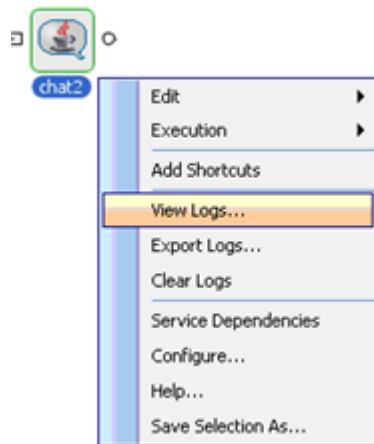 chat2
Edit
Execution
Add Shortcuts
View Logs...
Export Logs...
Clear Logs
Service Dependencies
Configure...
Help...
Save Selection As...